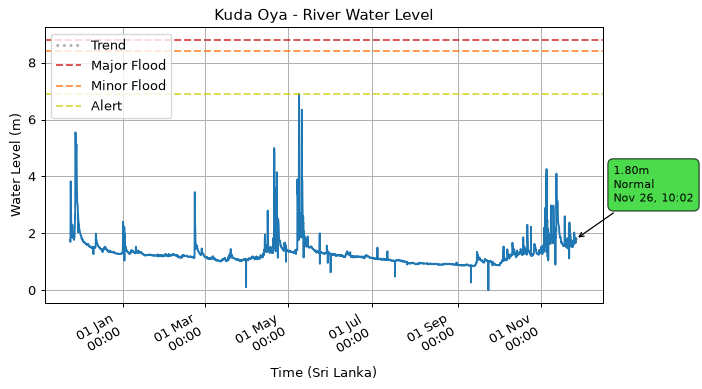 Kuda Oya - River Water Level
Trend
Major Flood
Minor Flood
Alert
Water Level (m)
8
6
4
2
0
1.80m
Normal
Nov 26, 10:02
01 Jan
00:00
01 Mar
00:00
01 May
00:00
01 Jul
00:00
01 Sep
00:00
01 Nov
00:00
Time (Sri Lanka)